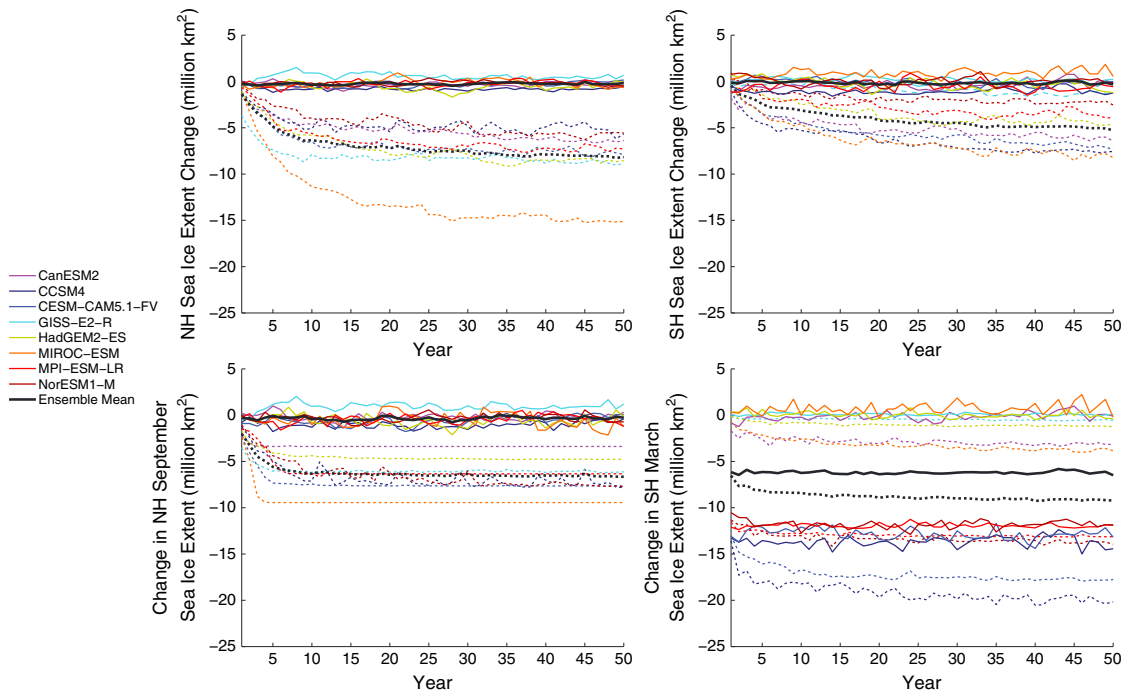 NH Sea Ice Extent Change (million km2)
5
0
−5
−10
−15
−20
−25
5 10 15 20 25 30 35 40 45 50
Year
SH Sea Ice Extent Change (million km2)
5
0
−5
−10
−15
−20
−25
5 10 15 20 25 30 35 40 45 50
Year
CanESM2
CCSM4
CESM−CAM5.1−FV
GISS−E2−R
HadGEM2−ES
MIROC−ESM
MPI−ESM−LR
NorESM1−M
Ensemble Mean
Change in NH September
Sea Ice Extent (million km2)
5
0
−5
−10
−15
−20
−25
5 10 15 20 25 30 35 40 45 50
Year
Change in SH March
Sea Ice Extent (million km2)
5
0
−5
−10
−15
−20
−25
5 10 15 20 25 30 35 40 45 50
Year